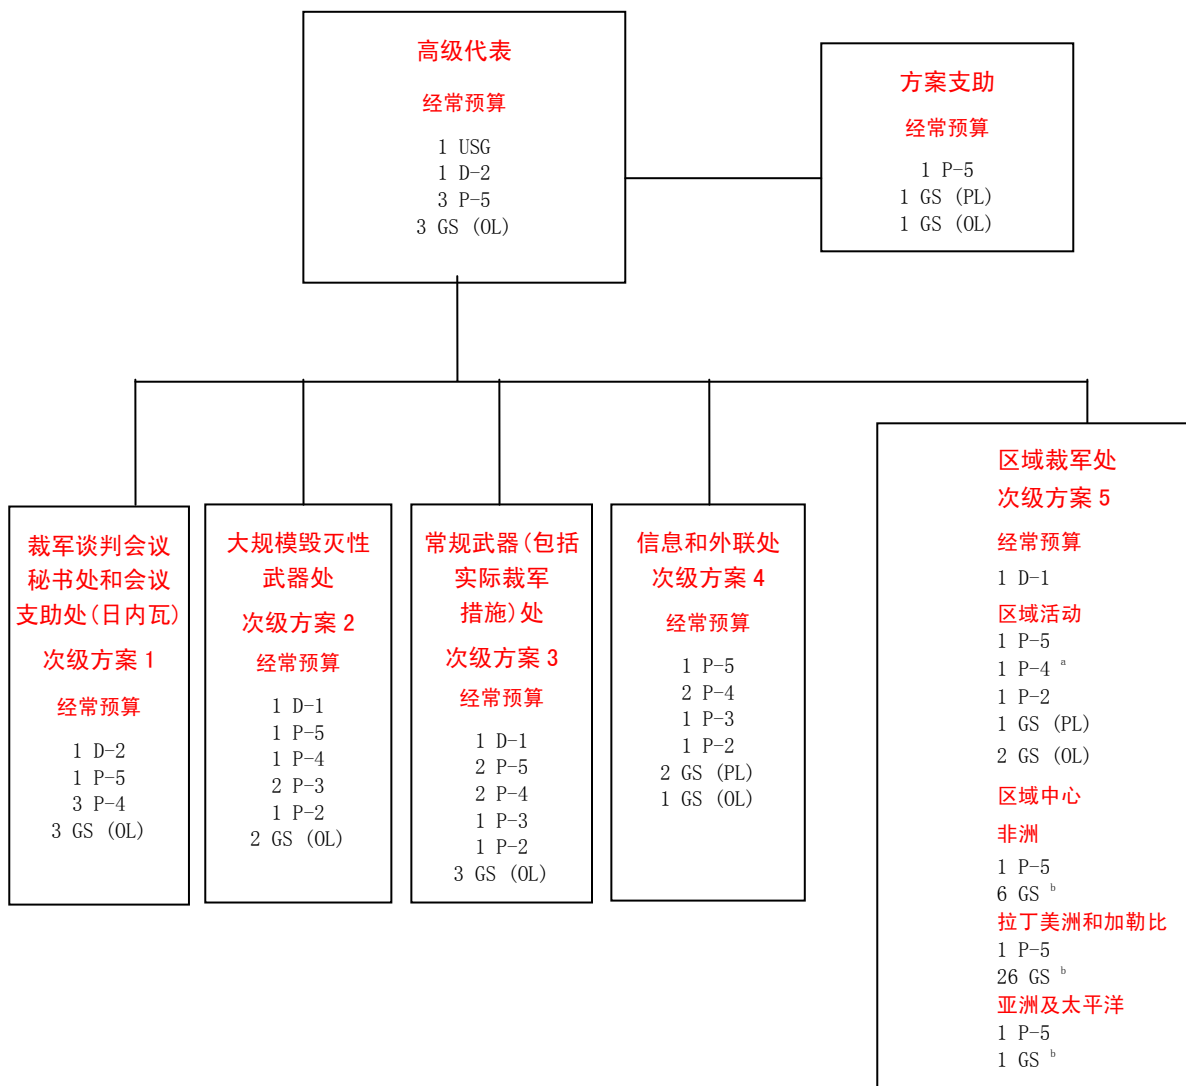 高级代表
经常预算
1 USG
1 D-2
3 P-5
3 GS (OL)
方案支助
经常预算
1 P-5
1 GS (PL)
1 GS (OL)
裁军谈判会议
秘书处和会议
支助处(日内瓦)
次级方案 1
经常预算
1 D-2
1 P-5
3 P-4
3 GS (OL)
大规模毁灭性
武器处
次级方案 2
经常预算
1 D-1
1 P-5
1 P-4
2 P-3
1 P-2
2 GS (OL)
常规武器(包括
实际裁军
措施)处
次级方案 3
经常预算
1 D-1
2 P-5
2 P-4
1 P-3
1 P-2
3 GS (OL)
信息和外联处
次级方案 4
经常预算
1 P-5
2 P-4
1 P-3
1 P-2
2 GS (PL)
1 GS (OL)
区域裁军处
次级方案 5
经常预算
1 D-1
区域活动
1 P-5
1 P-4 a
1 P-2
1 GS (PL)
2 GS (OL)
区域中心
非洲
1 P-5
6 GS b
拉丁美洲和加勒比
1 P-5
26 GS b
亚洲及太平洋
1 P-5
1 GS b